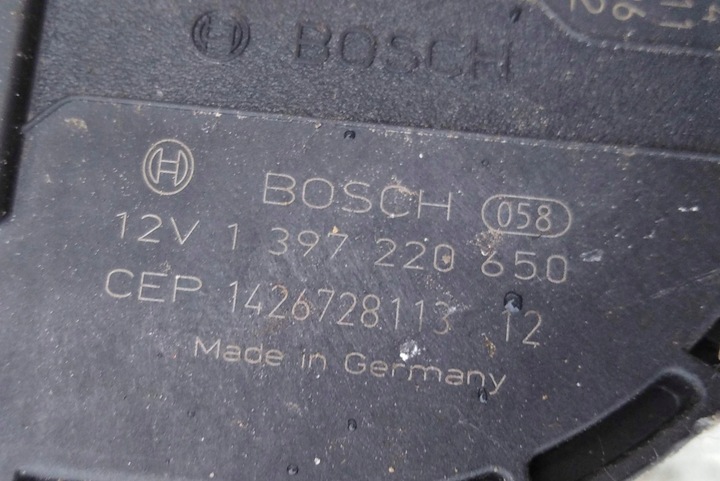 BOSCH
BOSCH 058
12V 1 397 220 650
CEP 1426728113 12
Made in Germany